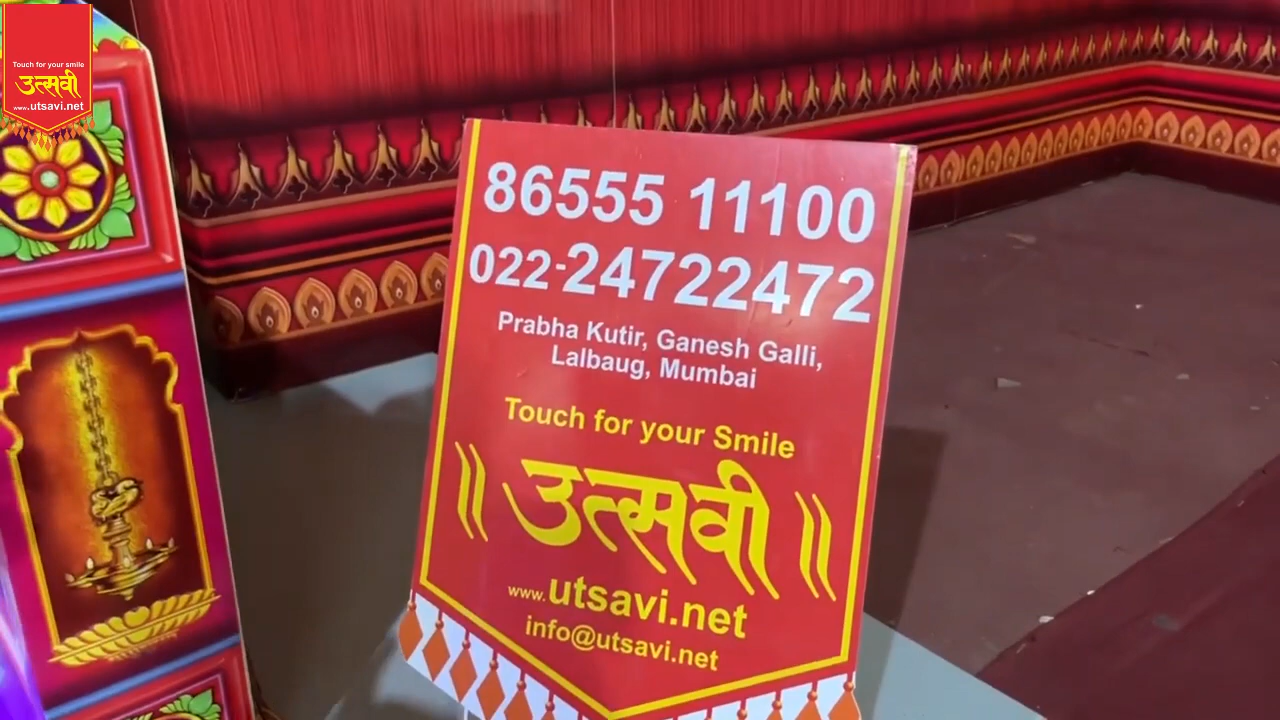 Touch for your smile
उत्सवी
www.utsavi.net
86555 11100
022-24722472
Prabha Kutir, Ganesh Galli,
Lalbaug, Mumbai
Touch for your Smile
॥ उत्सवी ॥
www.utsavi.net
info@utsavi.net